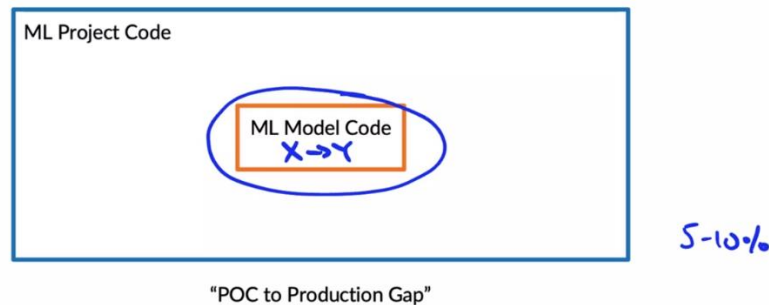 ML Project Code
ML Model Code
X→Y
5-10%
"POC to Production Gap"